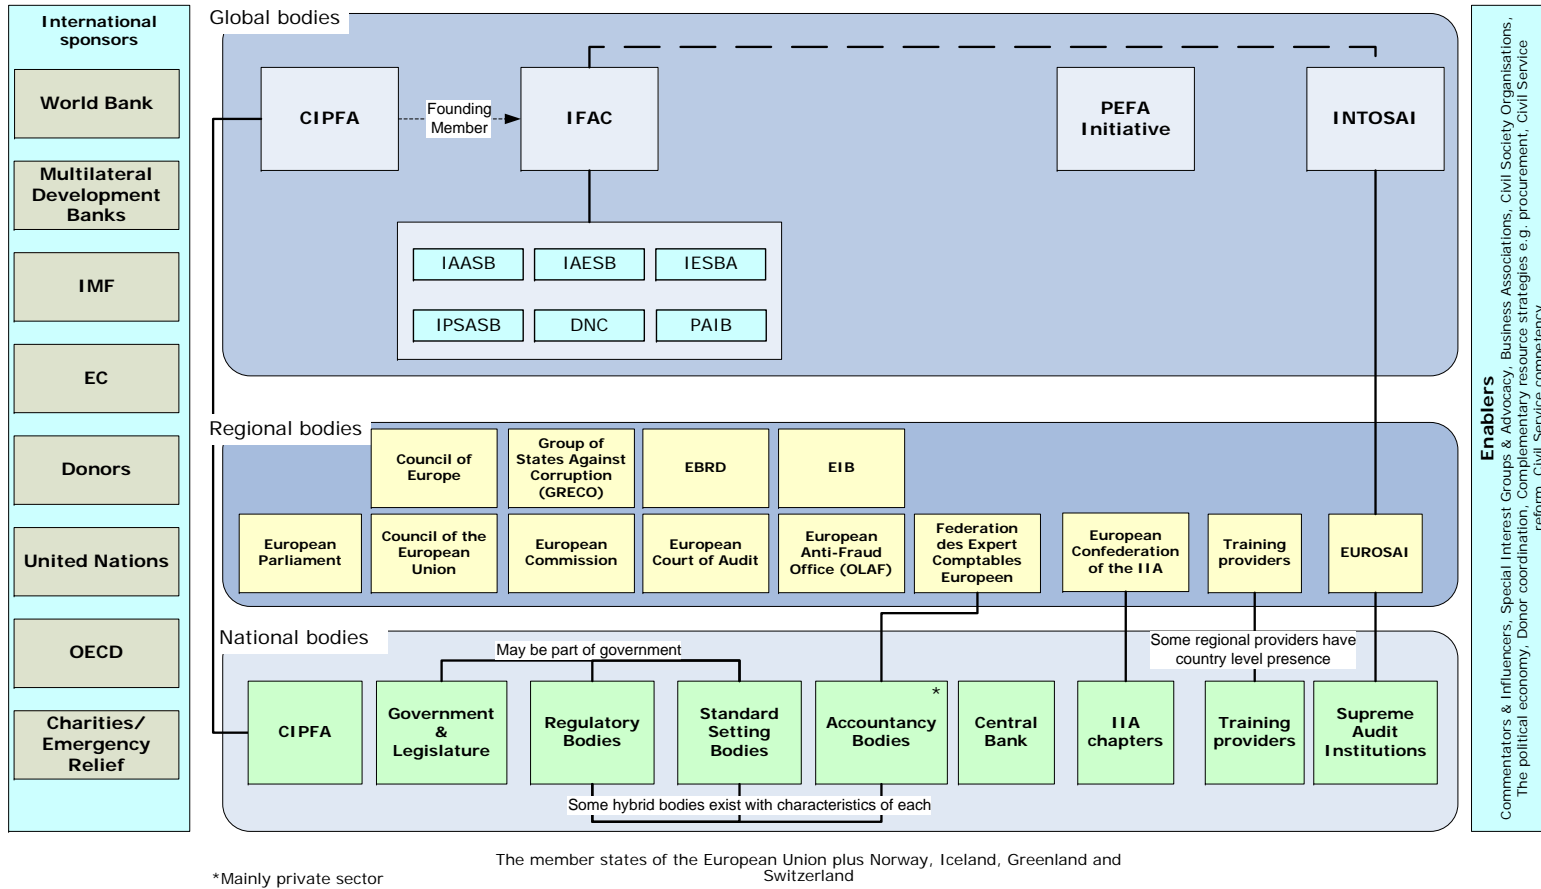 International
sponsors
World Bank
Multilateral
Development
Banks
IMF
EC
Donors
United Nations
OECD
Charities/
Emergency
Relief
Global bodies
CIPFA
Founding
Member
IFAC
PEFA
Initiative
INTOSAI
IAASB
IAESB
IESBA
IPSASB
DNC
PAIB
Regional bodies
Council of
Europe
Group of
States Against
Corruption
(GRECO)
EBRD
EIB
European
Parliament
Council of the
European
Union
European
Commission
European
Court of Audit
European
Anti-Fraud
Office (OLAF)
Federation
des Expert
Comptables
Europeen
European
Confederation
of the IIA
Training
providers
EUROSAI
National bodies
May be part of government
Some regional providers have
country level presence
CIPFA
Government
&
Legislature
Regulatory
Bodies
Standard
Setting
Bodies
*
Accountancy
Bodies
Central
Bank
IIA
chapters
Training
providers
Supreme
Audit
Institutions
Some hybrid bodies exist with characteristics of each
Enablers
Commentators & Influencers, Special Interest Groups & Advocacy, Business Associations, Civil Society Organisations,
The political economy, Donor coordination, Complementary resource strategies e.g. procurement, Civil Service
reform, Civil Service competency
*Mainly private sector
The member states of the European Union plus Norway, Iceland, Greenland and
Switzerland